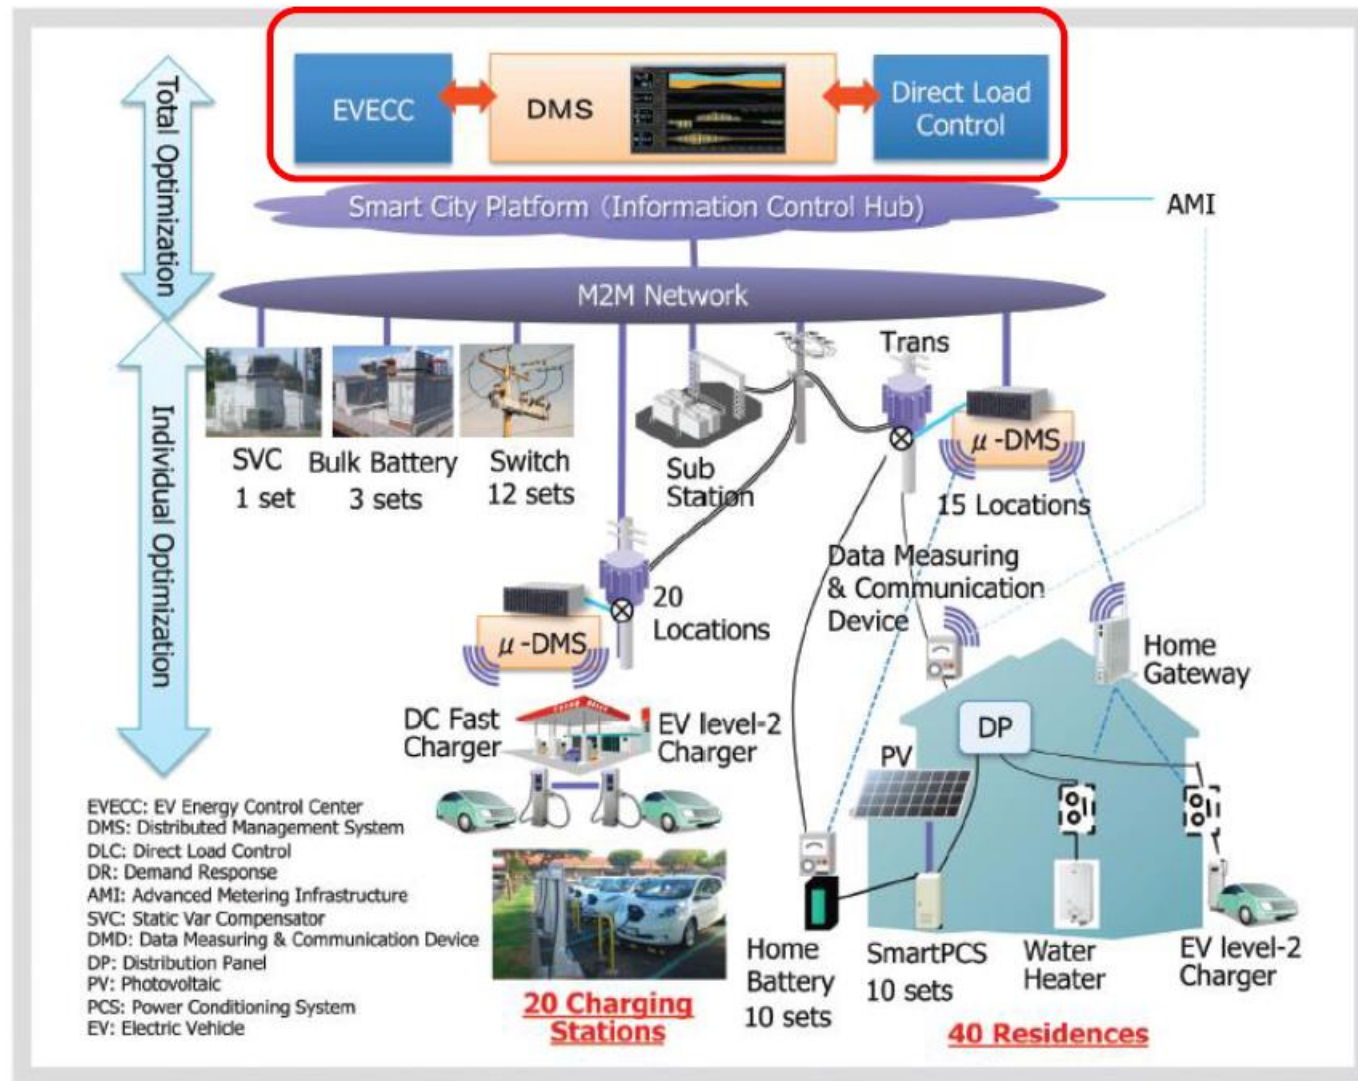 EVECC
DMS
Direct Load
Control
Total Optimization
Smart City Platform (Information Control Hub)
AMI
M2M Network
Individual Optimization
SVC
1 set
Bulk Battery
3 sets
Switch
12 sets
Sub
Station
Trans
μ-DMS
15 Locations
Data Measuring
& Communication
Device
20
Locations
μ-DMS
Home
Gateway
DC Fast
Charger
EV level-2
Charger
DP
PV
EVECC: EV Energy Control Center
DMS: Distributed Management System
DLC: Direct Load Control
DR: Demand Response
AMI: Advanced Metering Infrastructure
SVC: Static Var Compensator
DMD: Data Measuring & Communication Device
DP: Distribution Panel
PV: Photovoltaic
PCS: Power Conditioning System
EV: Electric Vehicle
20 Charging
Stations
Home
Battery
10 sets
SmartPCS
10 sets
Water
Heater
EV level-2
Charger
40 Residences